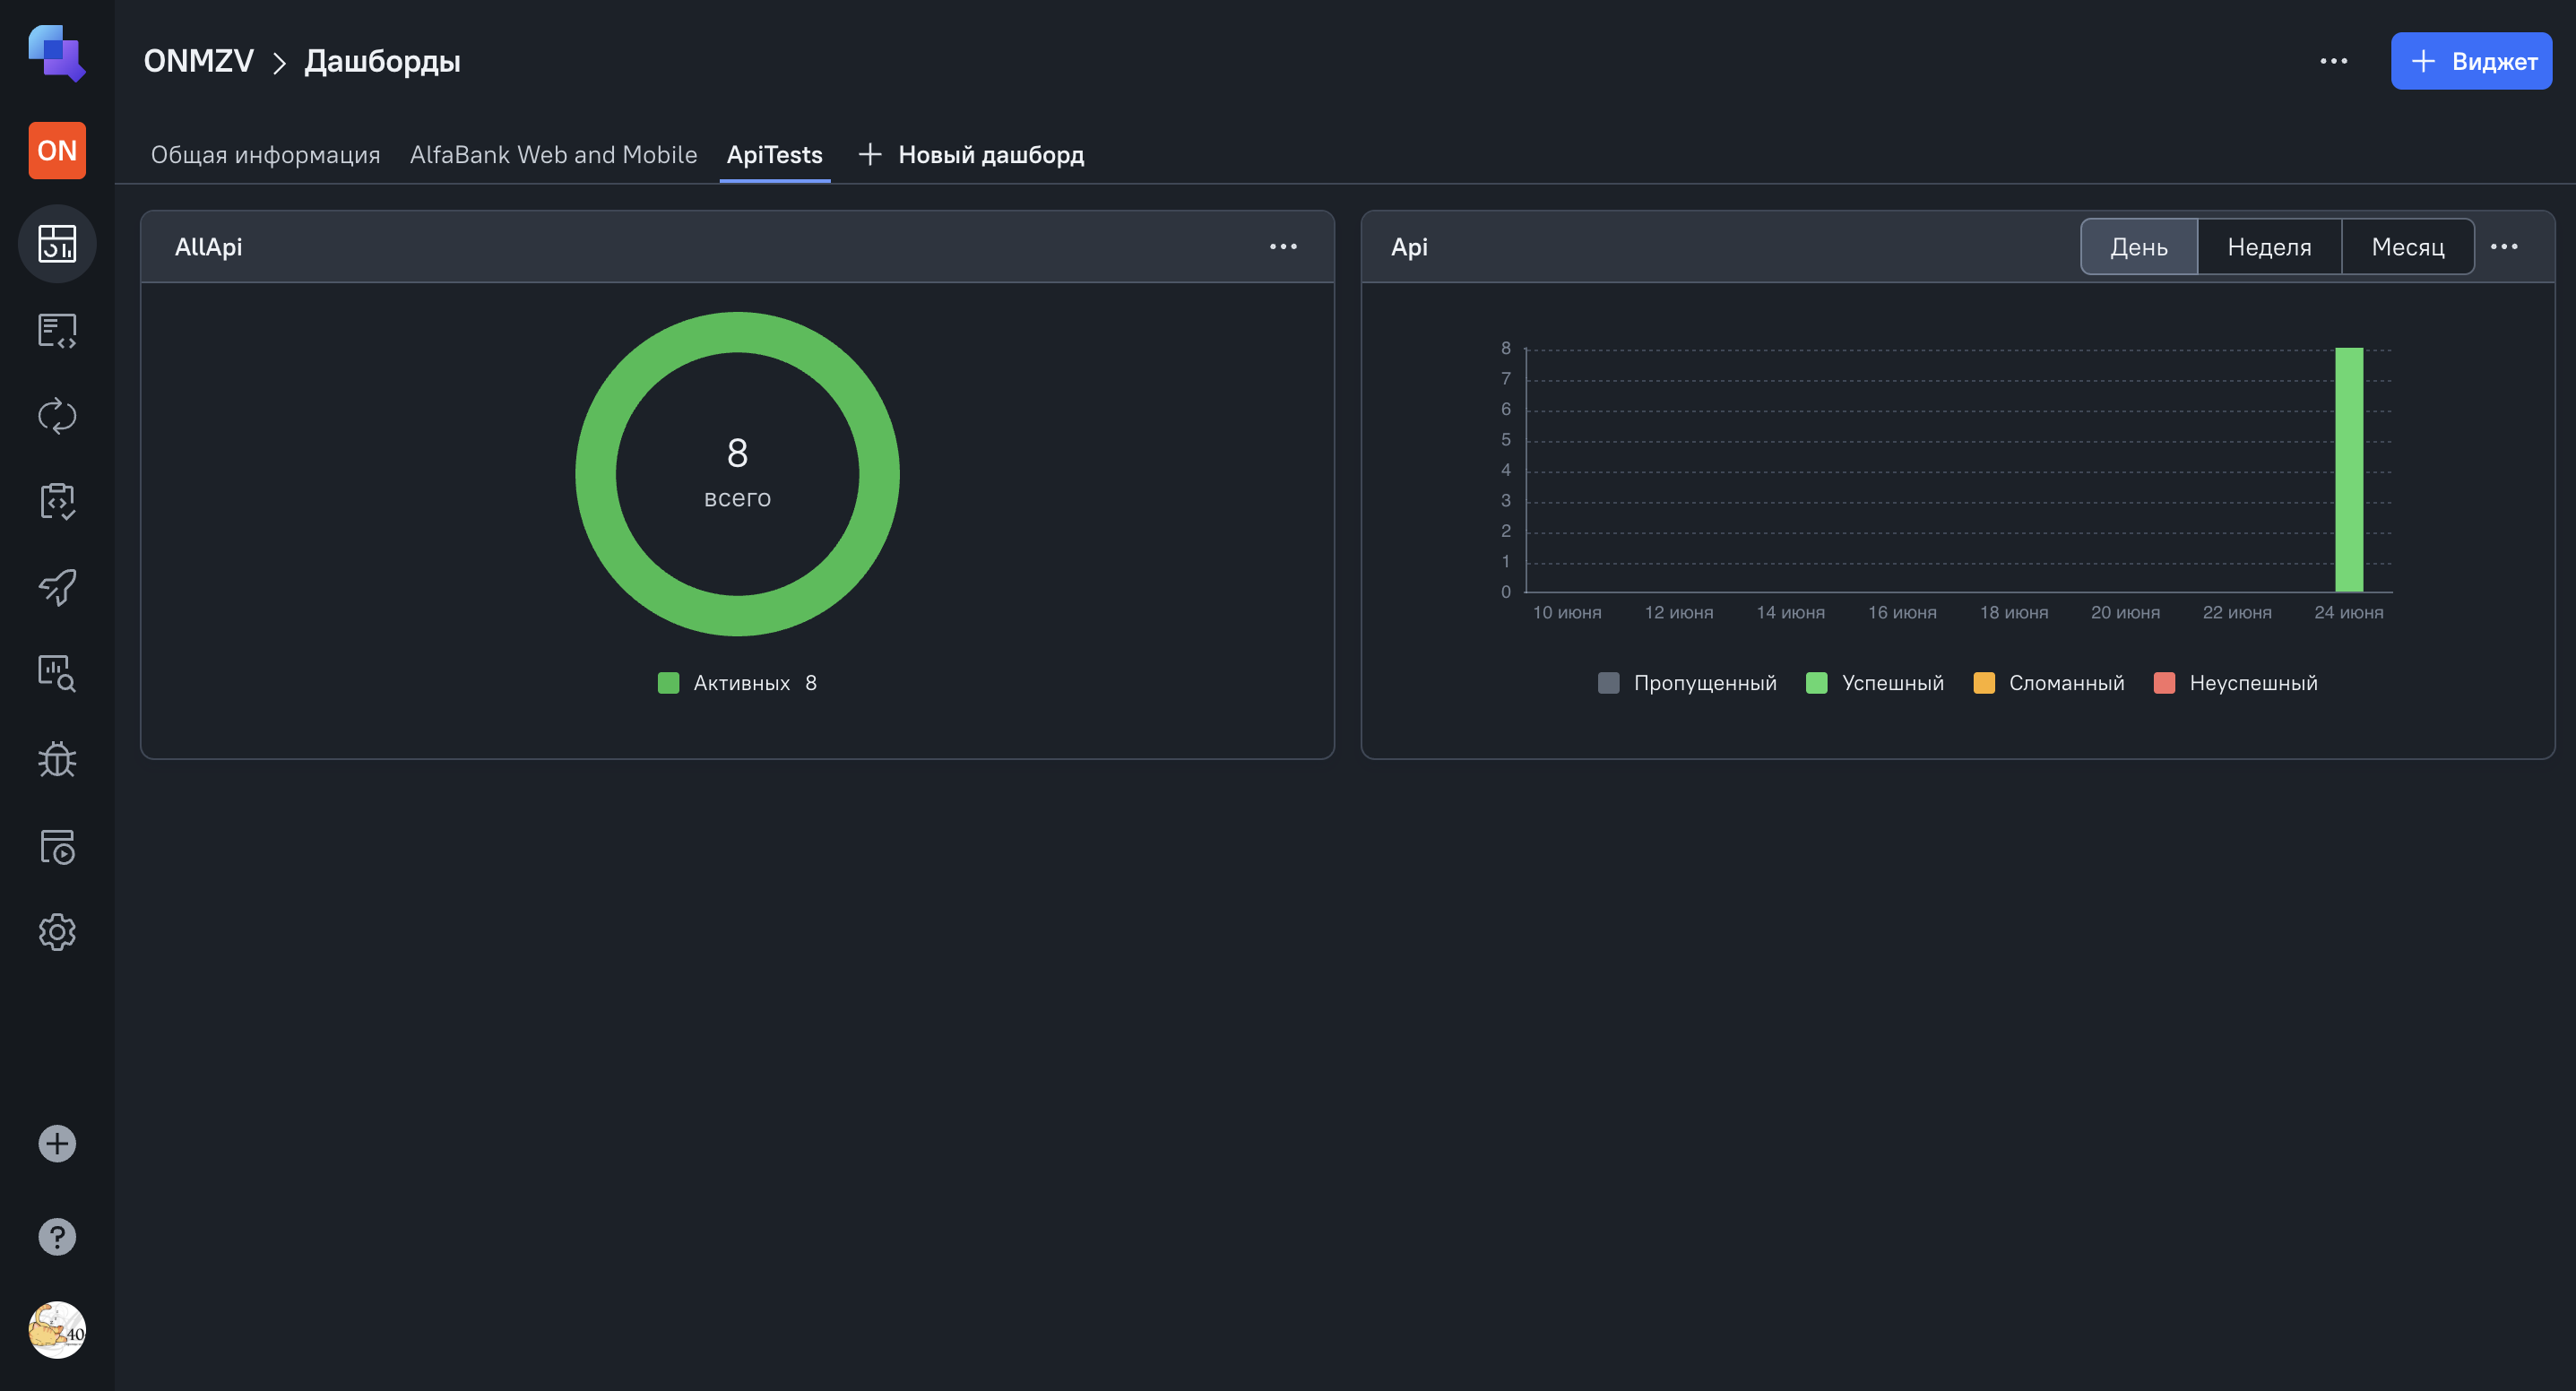 ONMZV > Дашборды
Виджет
ON
Общая информация AlfaBank Web and Mobile ApiTests + Новый дашборд
AllApi
8
всего
Активных 8
Api
День Неделя Месяц
8
7
6
5
4
3
2
1
0
10 июня 12 июня 14 июня 16 июня 18 июня 20 июня 22 июня 24 июня
Пропущенный Успешный Сломанный Неуспешный
?
40